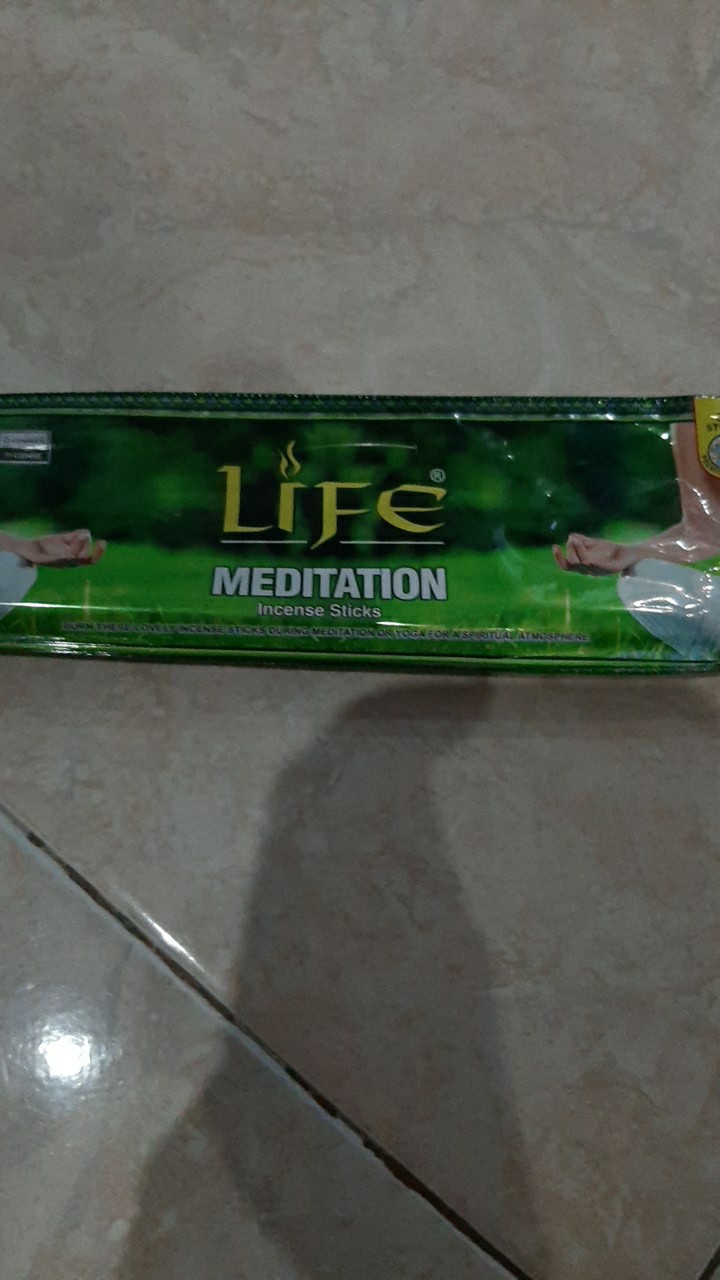 LiFE®
MEDITATION
Incense Sticks
BURN THESE LOVELY INCENSE STICKS DURING MEDITATION OR YOGA FOR A SPIRITUAL ATMOSPHERE